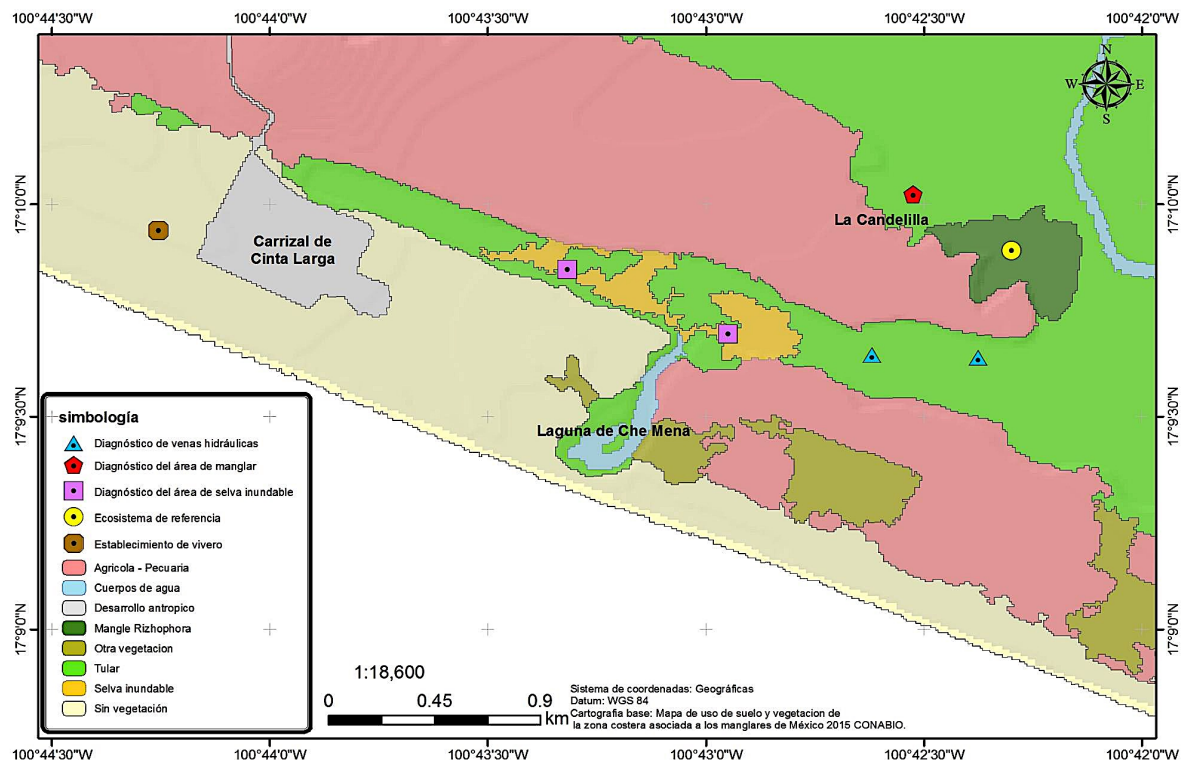 100°44'30"W 100°44'0"W 100°43'30"W 100°43'0"W 100°42'30"W 100°42'0"W
N
W E
S
17°10'0"N
17°10'0"N
La Candelilla
Carrizal de
Cinta Larga
17°9'30"N
17°9'30"N
Laguna de Che Mena
simbología
Diagnóstico de venas hidráulicas
Diagnóstico del área de manglar
Diagnóstico del área de selva inundable
Ecosistema de referencia
Establecimiento de vivero
Agricola - Pecuaria
Cuerpos de agua
Desarrollo antropico
Mangle Rizhophora
Otra vegetacion
Tular
Selva inundable
Sin vegetación
17°9'0"N
17°9'0"N
1:18,600
0 0.45 0.9
km
Sistema de coordenadas: Geográficas
Datum: WGS 84
Cartografia base: Mapa de uso de suelo y vegetacion de
la zona costera asociada a los manglares de México 2015 CONABIO.
100°44'30"W 100°44'0"W 100°43'30"W 100°43'0"W 100°42'30"W 100°42'0"W